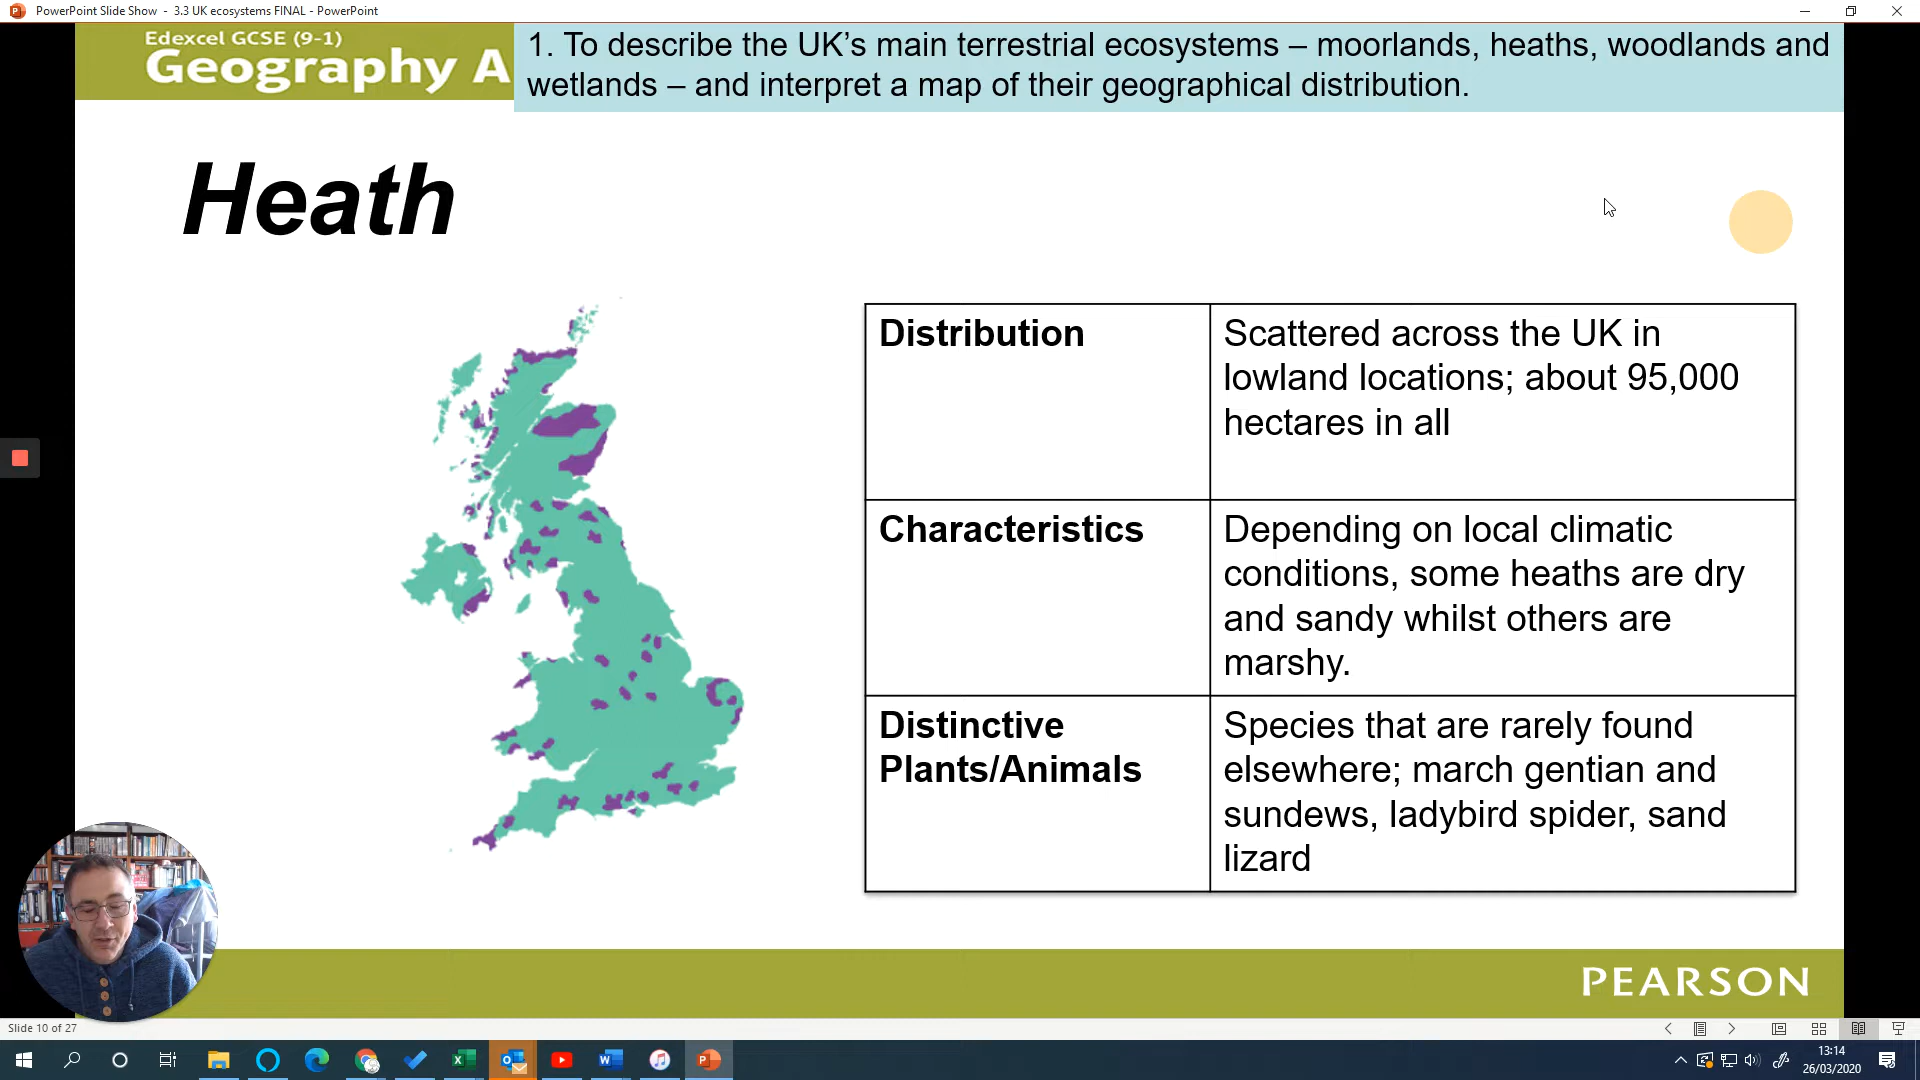 PowerPoint Slide Show - 3.3 UK ecosystems FINAL - PowerPoint
Edexcel GCSE (9-1)
Geography A
1. To describe the UK’s main terrestrial ecosystems – moorlands, heaths, woodlands and
wetlands – and interpret a map of their geographical distribution.
Heath
Distribution
Scattered across the UK in
lowland locations; about 95,000
hectares in all
Characteristics
Depending on local climatic
conditions, some heaths are dry
and sandy whilst others are
marshy.
Distinctive
Plants/Animals
Species that are rarely found
elsewhere; march gentian and
sundews, ladybird spider, sand
lizard
PEARSON
Slide 10 of 27
13:14
26/03/2020